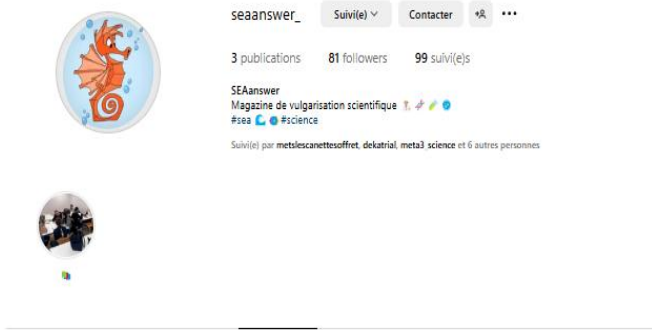 seaanswer_ Suivi(e) Contacter
3 publications 81 followers 99 suivi(e)s
SEAanswer
Magazine de vulgarisation scientifique
#sea 🌊 #science
Suivi(e) par metslescanettesoffret, dekatrial, meta3_science et 6 autres personnes